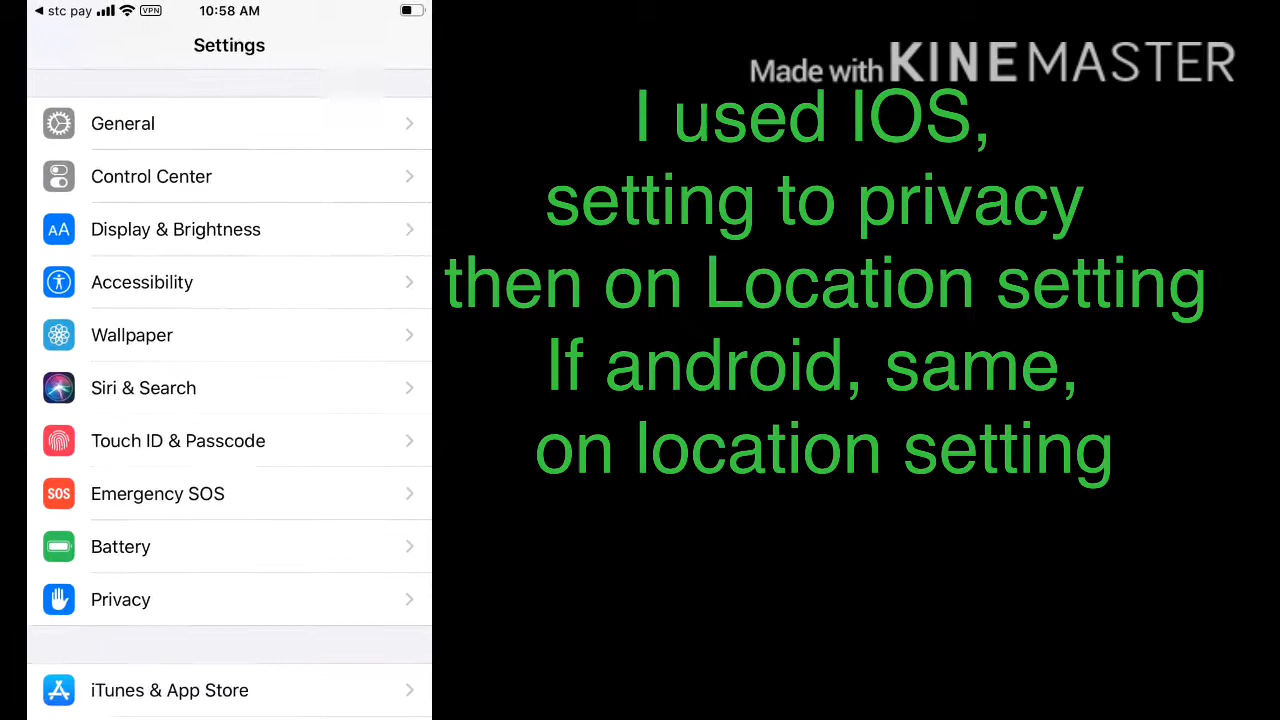 stc pay VPN 10:58 AM
Settings
General
Control Center
Display & Brightness
AA
Accessibility
Wallpaper
Siri & Search
Touch ID & Passcode
SOS Emergency SOS
Battery
Privacy
iTunes & App Store
Made with KINEMASTER
I used IOS,
setting to privacy
then on Location setting
If android, same,
on location setting